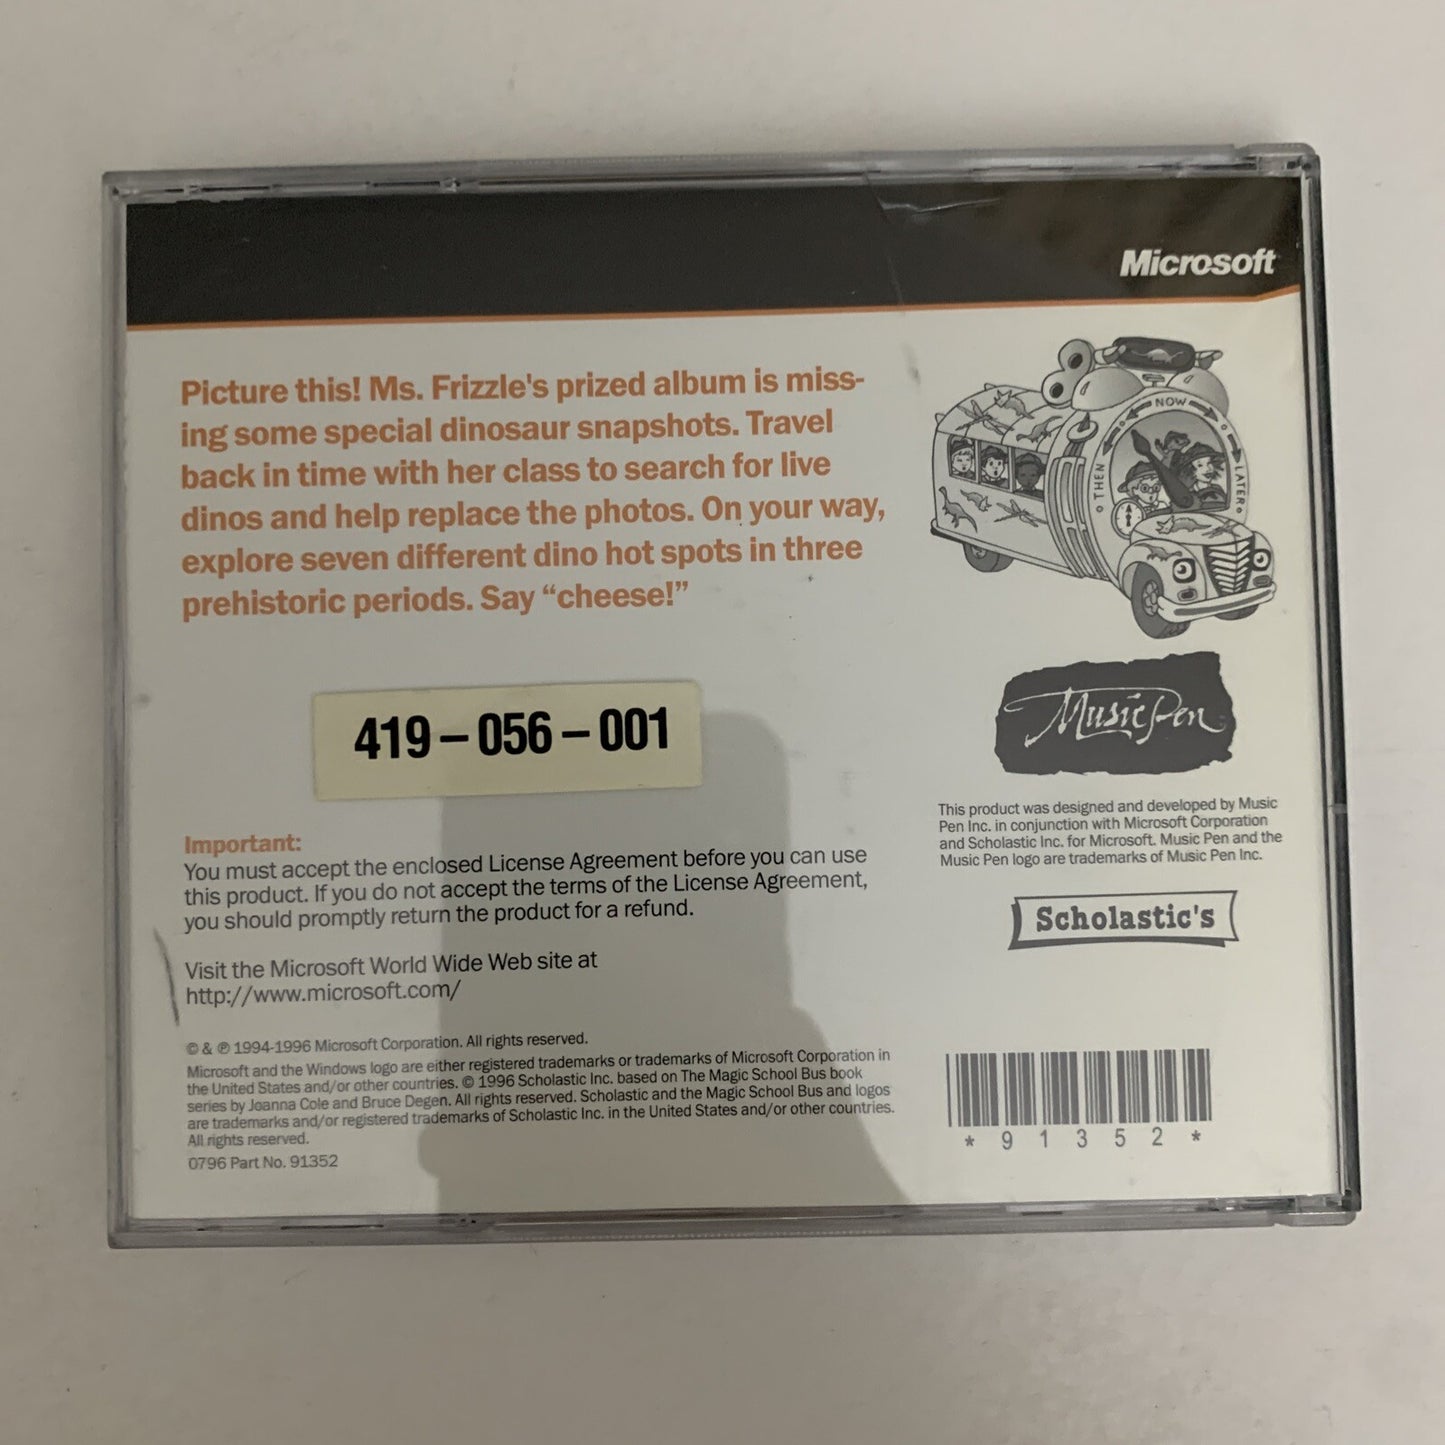 Microsoft
Picture this! Ms. Frizzle's prized album is miss-
ing some special dinosaur snapshots. Travel
back in time with her class to search for live
dinos and help replace the photos. On your way,
explore seven different dino hot spots in three
prehistoric periods. Say “cheese!”
NOW
THEN
LATER
419-056-001
Music Pen
This product was designed and developed by Music
Pen Inc. in conjunction with Microsoft Corporation
and Scholastic Inc. for Microsoft. Music Pen and the
Music Pen logo are trademarks of Music Pen Inc.
Scholastic's
Important:
You must accept the enclosed License Agreement before you can use
this product. If you do not accept the terms of the License Agreement,
you should promptly return the product for a refund.
Visit the Microsoft World Wide Web site at
http://www.microsoft.com/
© & ℗ 1994-1996 Microsoft Corporation. All rights reserved.
Microsoft and the Windows logo are either registered trademarks or trademarks of Microsoft Corporation in
the United States and/or other countries. © 1996 Scholastic Inc. based on The Magic School Bus book
series by Joanna Cole and Bruce Degen. All rights reserved. Scholastic and the Magic School Bus and logos
are trademarks and/or registered trademarks of Scholastic Inc. in the United States and/or other countries.
All rights reserved.
0796 Part No. 91352
*91352*